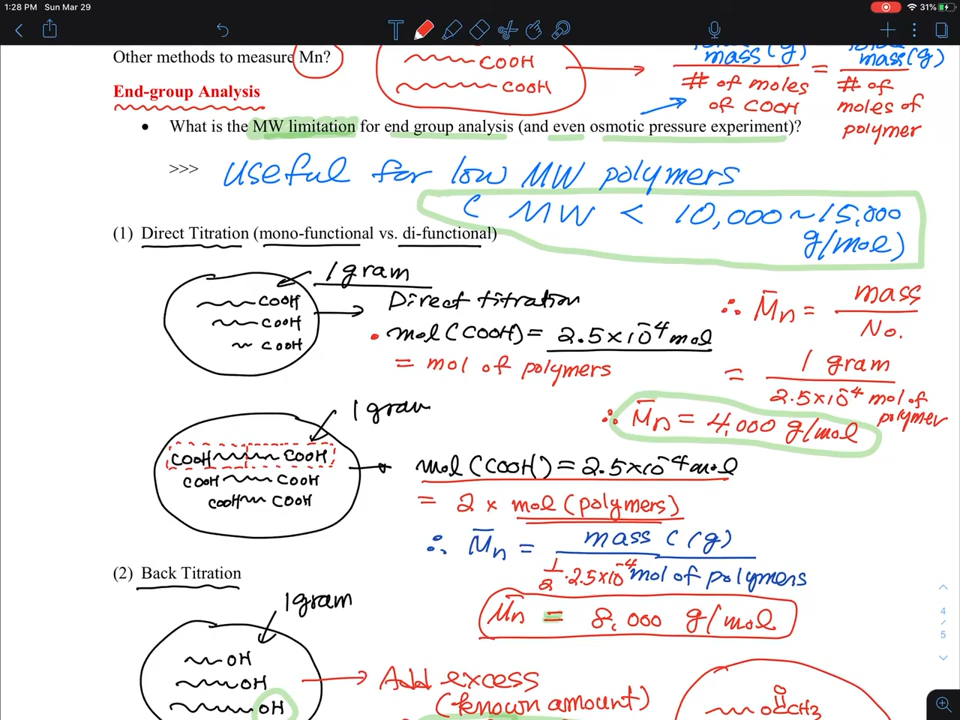 1:28 PM Sun Mar 29
31%
Other methods to measure Mn?
End-group Analysis
~~~~COOH
~~~~COOH
mass (g)
# of moles
of COOH
=
mass (g)
# of
moles of
polymer
• What is the MW limitation for end group analysis (and even osmotic pressure experiment)?
>>> Useful for low MW polymers
( MW < 10,000 ~ 15,000
g/mol)
(1) Direct Titration (mono-functional vs. di-functional)
1 gram
~~COOH
~~COOH
~COOH
Direct titration
• mol (COOH) = 2.5×10⁻⁴ mol
= mol of polymers
∴ M̄n = mass
No.
= 1 gram
2.5×10⁻⁴ mol of
polymer
∴ M̄n = 4,000 g/mol
1 gram
COOH~~~COOH
COOH~~COOH
COOH~COOH
mol (COOH) = 2.5×10⁻⁴ mol
= 2 × mol (polymers)
∴ M̄n = mass ( (g)
1/2 · 2.5×10⁻⁴ mol of polymers
M̄n = 8,000 g/mol
(2) Back Titration
1 gram
~~OH
~~OH
~~~OH
Add excess
(known amount)
O
~~OCCH3
4
/
5